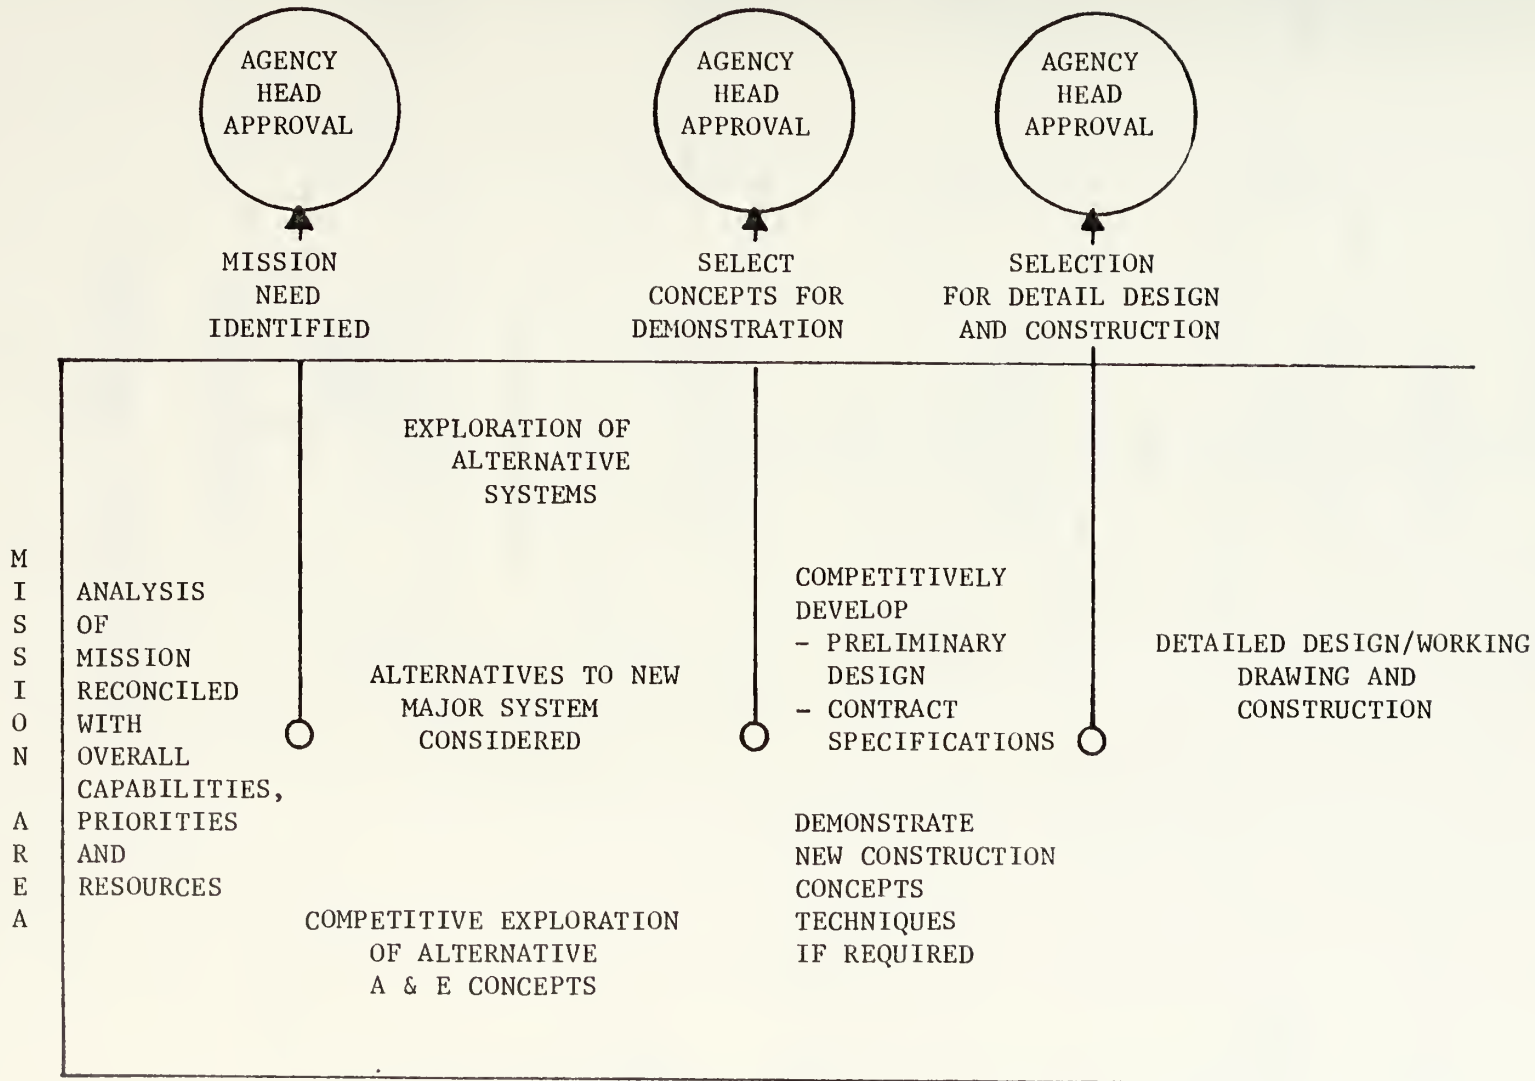 AGENCY
HEAD
APPROVAL
AGENCY
HEAD
APPROVAL
AGENCY
HEAD
APPROVAL
MISSION
NEED
IDENTIFIED
SELECT
CONCEPTS FOR
DEMONSTRATION
SELECTION
FOR DETAIL DESIGN
AND CONSTRUCTION
MISSION AREA
ANALYSIS
OF
MISSION
RECONCILED
WITH
OVERALL
CAPABILITIES,
PRIORITIES
AND
RESOURCES
EXPLORATION OF
ALTERNATIVE
SYSTEMS
ALTERNATIVES TO NEW
MAJOR SYSTEM
CONSIDERED
COMPETITIVE EXPLORATION
OF ALTERNATIVE
A & E CONCEPTS
COMPETITIVELY
DEVELOP
- PRELIMINARY
DESIGN
- CONTRACT
SPECIFICATIONS
DEMONSTRATE
NEW CONSTRUCTION
CONCEPTS
TECHNIQUES
IF REQUIRED
DETAILED DESIGN/WORKING
DRAWING AND
CONSTRUCTION